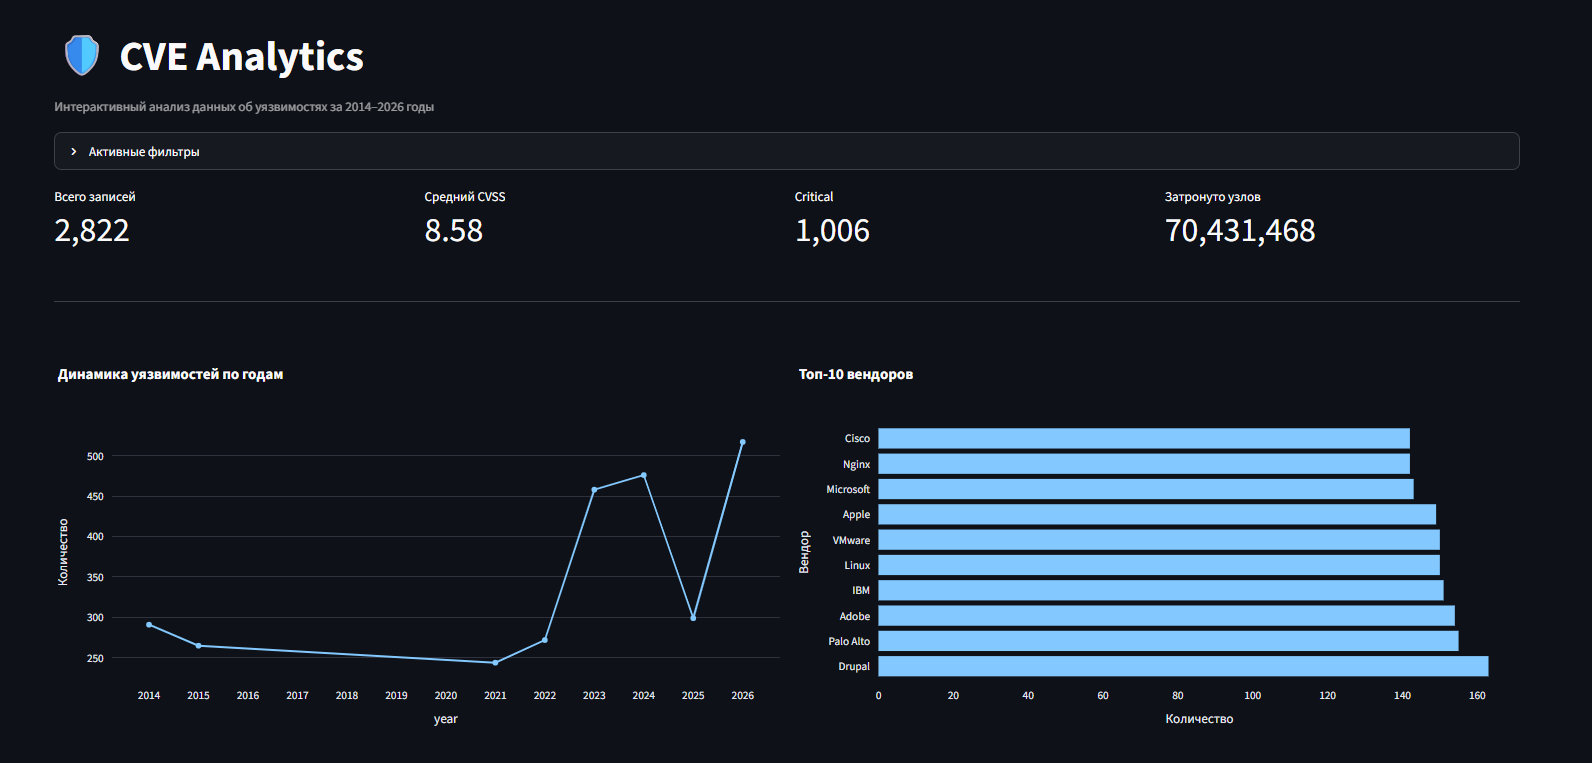 CVE Analytics
Интерактивный анализ данных об уязвимостях за 2014–2026 годы
Активные фильтры
Всего записей
2,822
Средний CVSS
8.58
Critical
1,006
Затронуто узлов
70,431,468
Динамика уязвимостей по годам
Количество
500
450
400
350
300
250
2014 2015 2016 2017 2018 2019 2020 2021 2022 2023 2024 2025 2026
year
Топ-10 вендоров
Вендор
Cisco
Nginx
Microsoft
Apple
VMware
Linux
IBM
Adobe
Palo Alto
Drupal
0 20 40 60 80 100 120 140 160
Количество